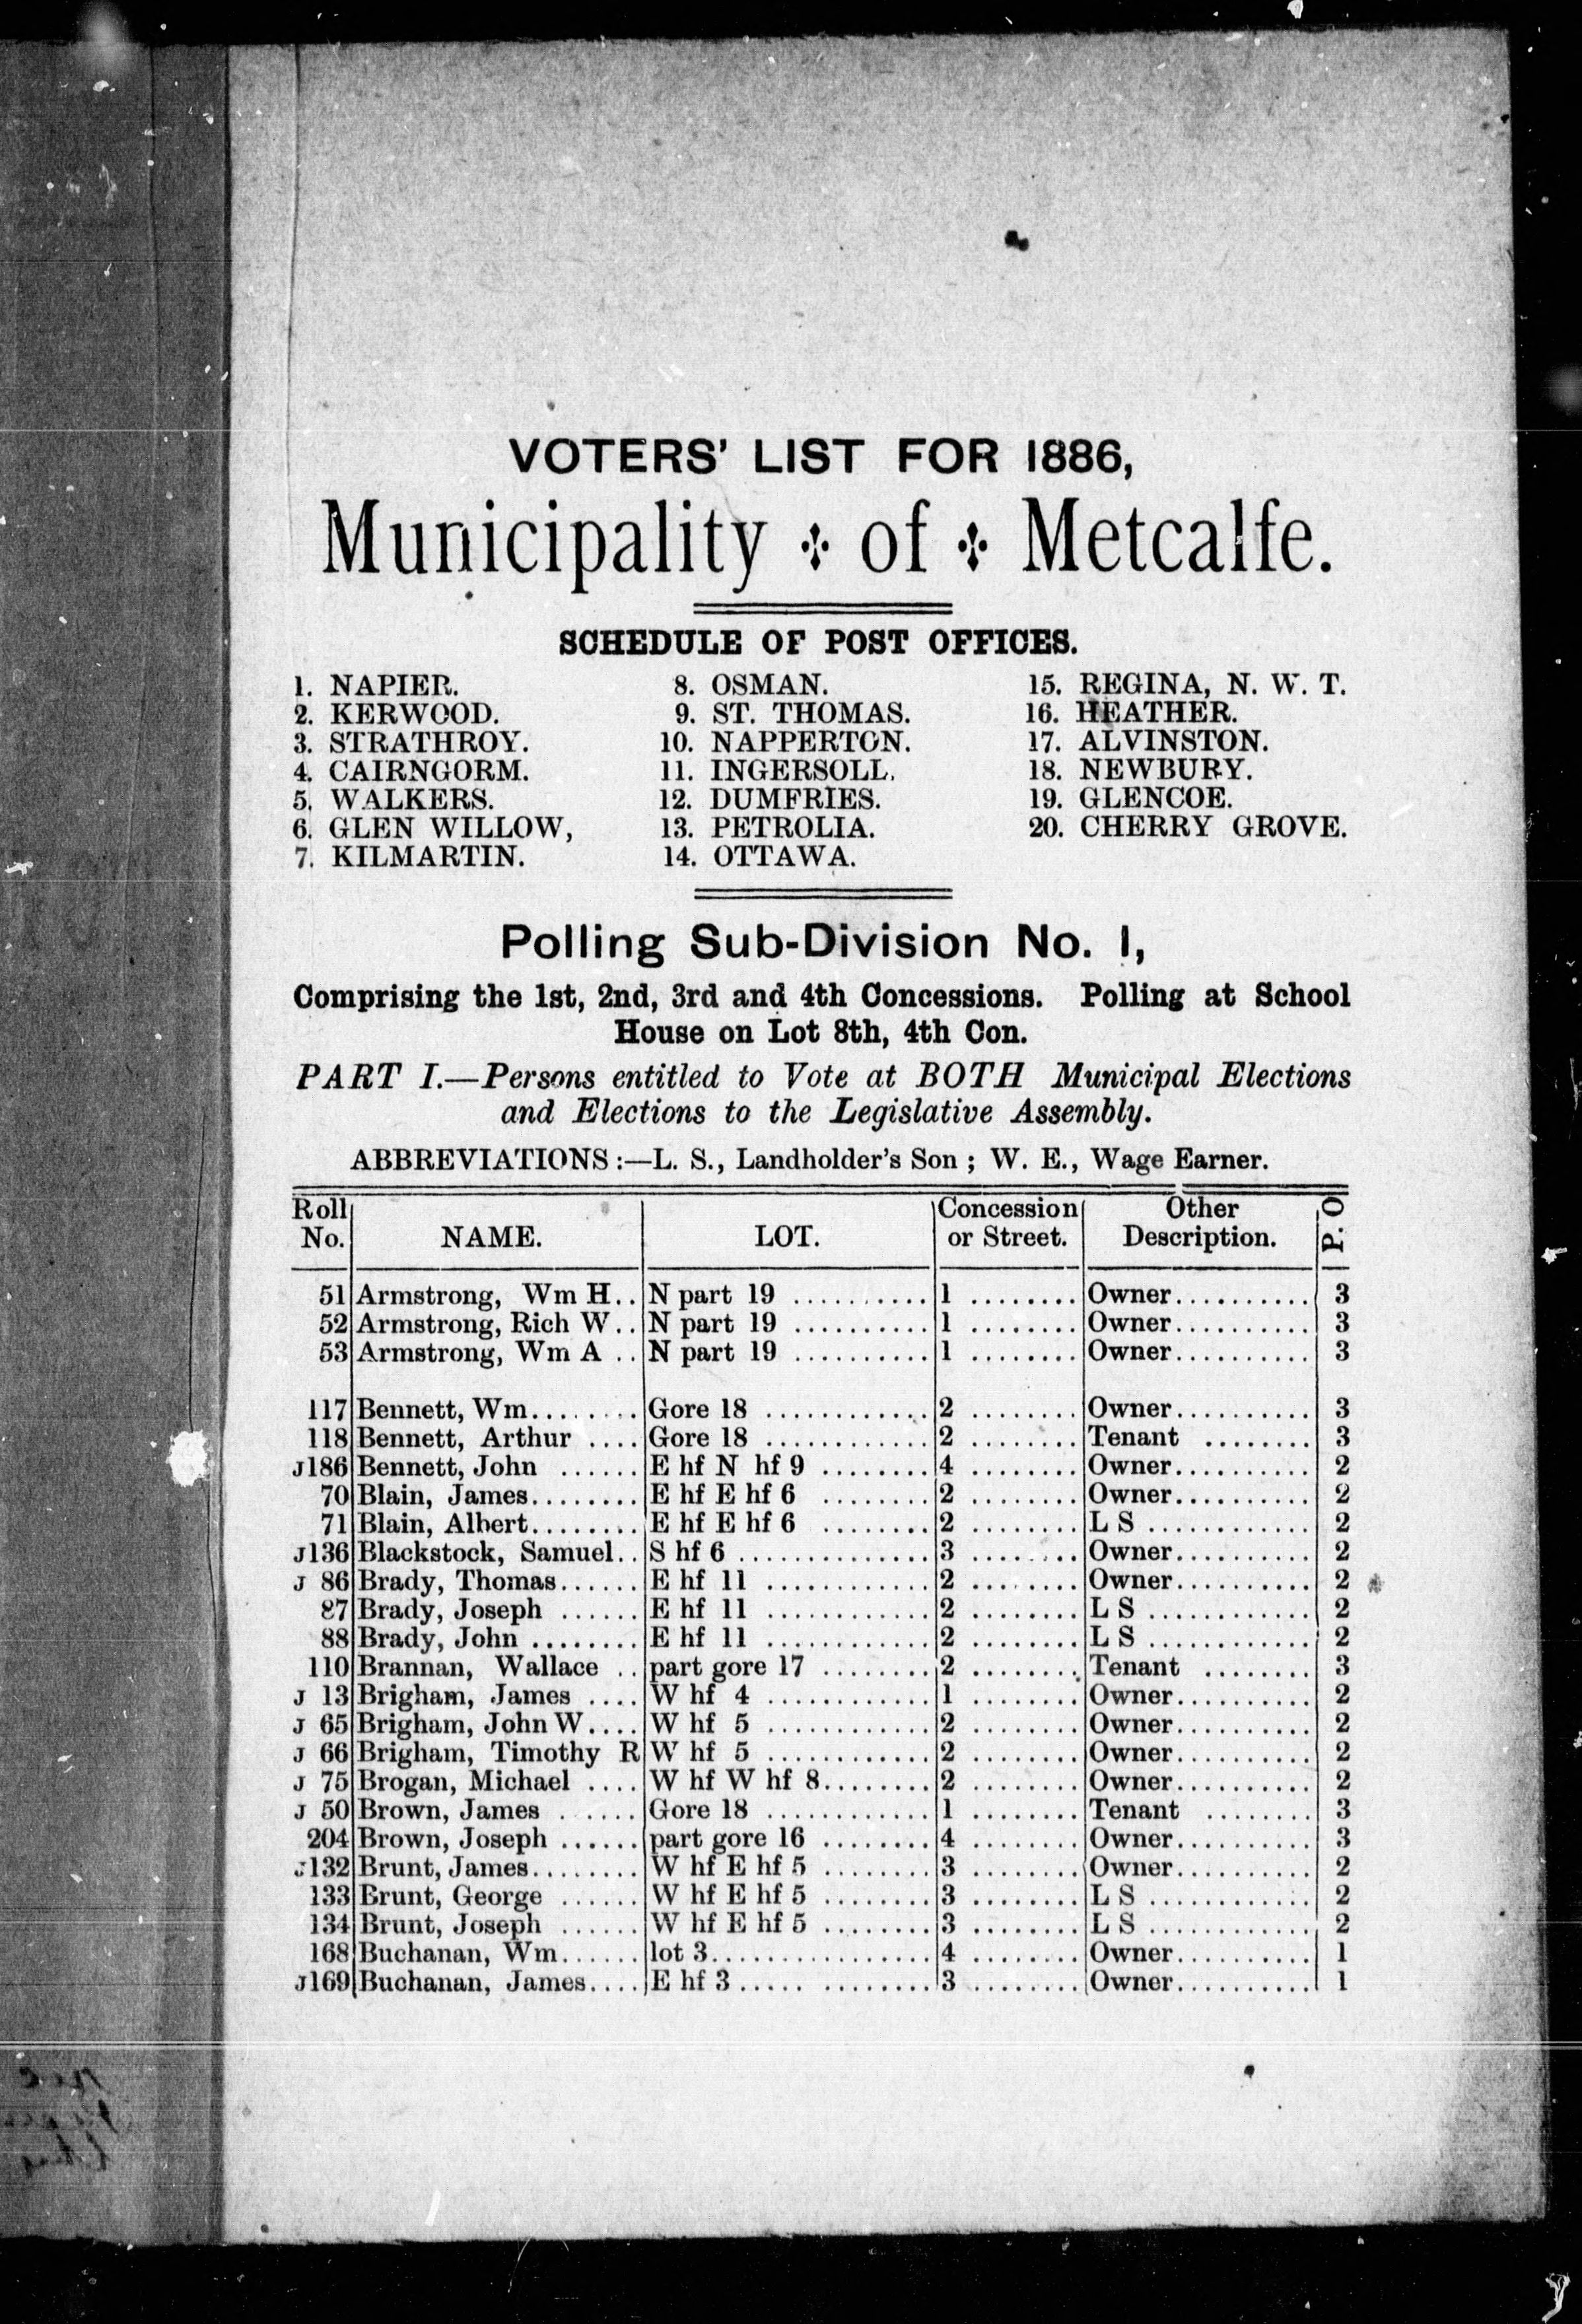 VOTERS' LIST FOR 1886,
Municipality of Metcalfe.
SCHEDULE OF POST OFFICES.
1. NAPIER.
2. KERWOOD.
3. STRATHROY.
4. CAIRNGORM.
5. WALKERS.
6. GLEN WILLOW,
7. KILMARTIN.
8. OSMAN.
9. ST. THOMAS.
10. NAPPERTON.
11. INGERSOLL.
12. DUMFRIES.
13. PETROLIA.
14. OTTAWA.
15. REGINA, N. W. T.
16. HEATHER.
17. ALVINSTON.
18. NEWBURY.
19. GLENCOE.
20. CHERRY GROVE.
Polling Sub-Division No. 1,
Comprising the 1st, 2nd, 3rd and 4th Concessions. Polling at School
House on Lot 8th, 4th Con.
PART I.—Persons entitled to Vote at BOTH Municipal Elections
and Elections to the Legislative Assembly.
ABBREVIATIONS:—L. S., Landholder's Son; W. E., Wage Earner.
Roll No. NAME. LOT. Concession or Street. Other Description. P. O
51 Armstrong, Wm H.. N part 19 .......... 1 ........ Owner.......... 3
52 Armstrong, Rich W.. N part 19 .......... 1 ........ Owner.......... 3
53 Armstrong, Wm A .. N part 19 .......... 1 ........ Owner.......... 3
117 Bennett, Wm........ Gore 18 ............ 2 ........ Owner.......... 3
118 Bennett, Arthur .... Gore 18 ............ 2 ........ Tenant ........ 3
J186 Bennett, John ...... E hf N hf 9 ........ 4 ........ Owner.......... 2
70 Blain, James........ E hf E hf 6 ........ 2 ........ Owner.......... 2
71 Blain, Albert........ E hf E hf 6 ........ 2 ........ L S ............ 2
J136 Blackstock, Samuel.. S hf 6 .............. 3 ........ Owner.......... 2
J 86 Brady, Thomas...... E hf 11 ............ 2 ........ Owner.......... 2
87 Brady, Joseph ...... E hf 11 ............ 2 ........ L S ............ 2
88 Brady, John ........ E hf 11 ............ 2 ........ L S ............ 2
110 Brannan, Wallace .. part gore 17 ........ 2 ........ Tenant ........ 3
J 13 Brigham, James .... W hf 4 ............ 1 ........ Owner.......... 2
J 65 Brigham, John W.... W hf 5 ............ 2 ........ Owner.......... 2
J 66 Brigham, Timothy R W hf 5 ............ 2 ........ Owner.......... 2
J 75 Brogan, Michael .... W hf W hf 8........ 2 ........ Owner.......... 2
J 50 Brown, James ...... Gore 18 ............ 1 ........ Tenant ........ 3
204 Brown, Joseph ...... part gore 16 ........ 4 ........ Owner.......... 3
J132 Brunt, James........ W hf E hf 5 ........ 3 ........ Owner.......... 2
133 Brunt, George ...... W hf E hf 5 ........ 3 ........ L S ............ 2
134 Brunt, Joseph ...... W hf E hf 5 ........ 3 ........ L S ............ 2
168 Buchanan, Wm...... lot 3................ 4 ........ Owner.......... 1
J169 Buchanan, James.... E hf 3 ..... ........ 3 ........ Owner.......... 1